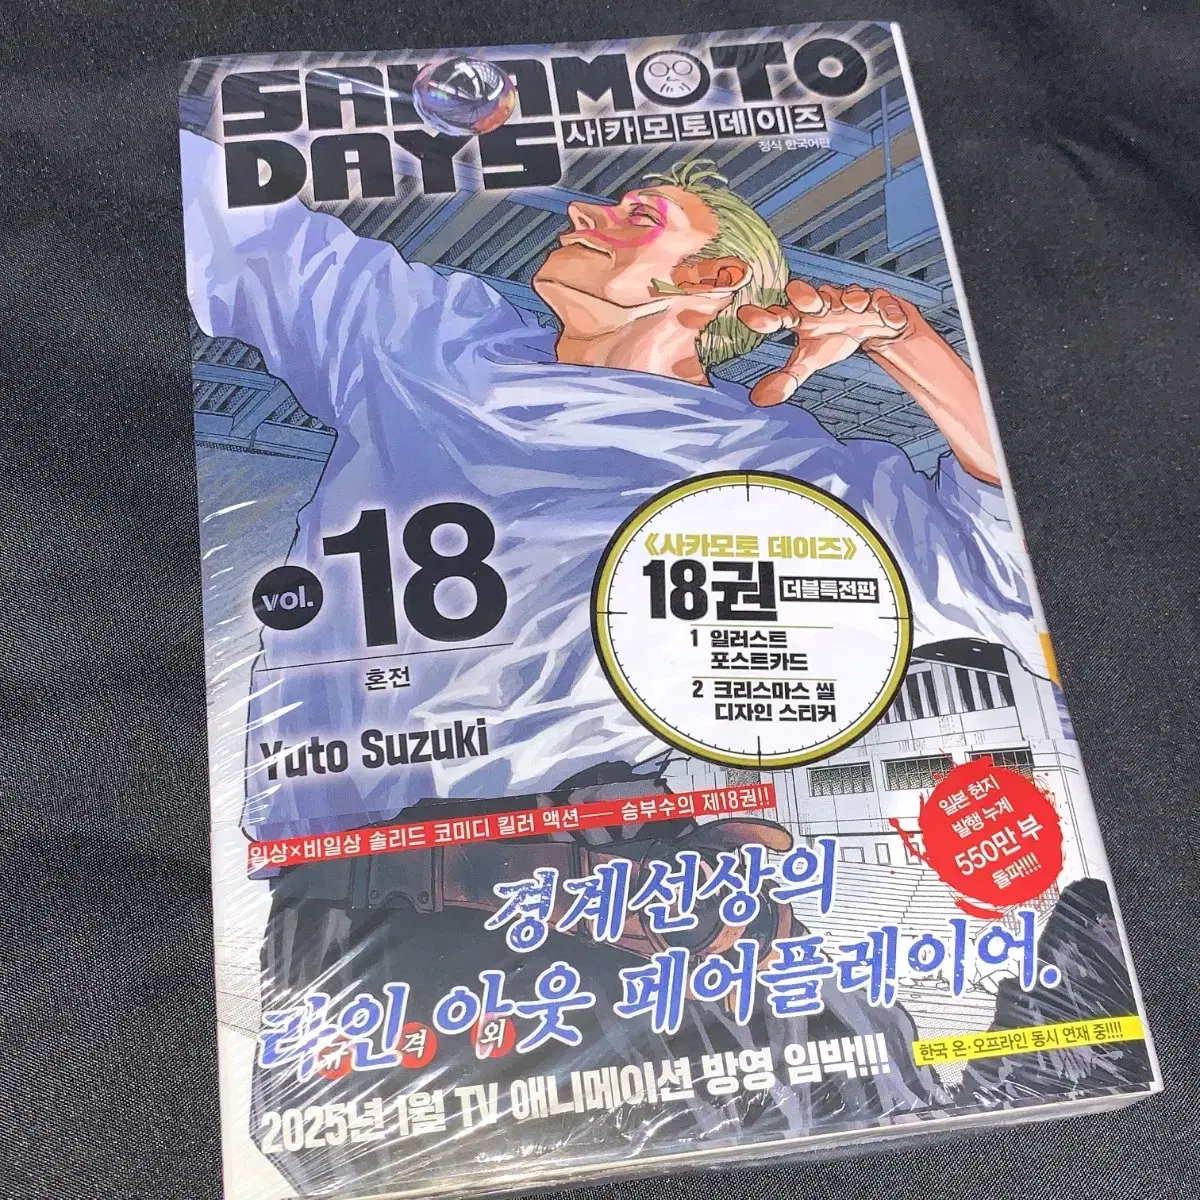 SAKAMOTO
DAYS
사카모토데이즈
정식 한국어판
vol. 18
혼전
Yuto Suzuki
《사카모토 데이즈》
18권 더블특전판
1 일러스트
포스트카드
2 크리스마스 씰
디자인 스티커
일상×비일상 솔리드 코미디 킬러 액션── 승부수의 제18권!!
일본 현지
발행 누계
550만 부
돌파!!!!
경계선상의
라인 아웃 페어플레이어.
규격외
한국 온·오프라인 동시 연재 중!!!!
2025년 1월 TV 애니메이션 방영 임박!!!